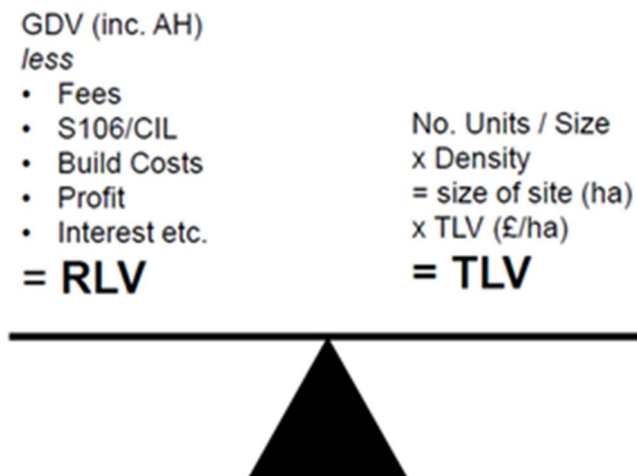 GDV (inc. AH)
less
• Fees
• S106/CIL
• Build Costs
• Profit
• Interest etc.
= RLV
No. Units / Size
x Density
= size of site (ha)
x TLV (£/ha)
= TLV